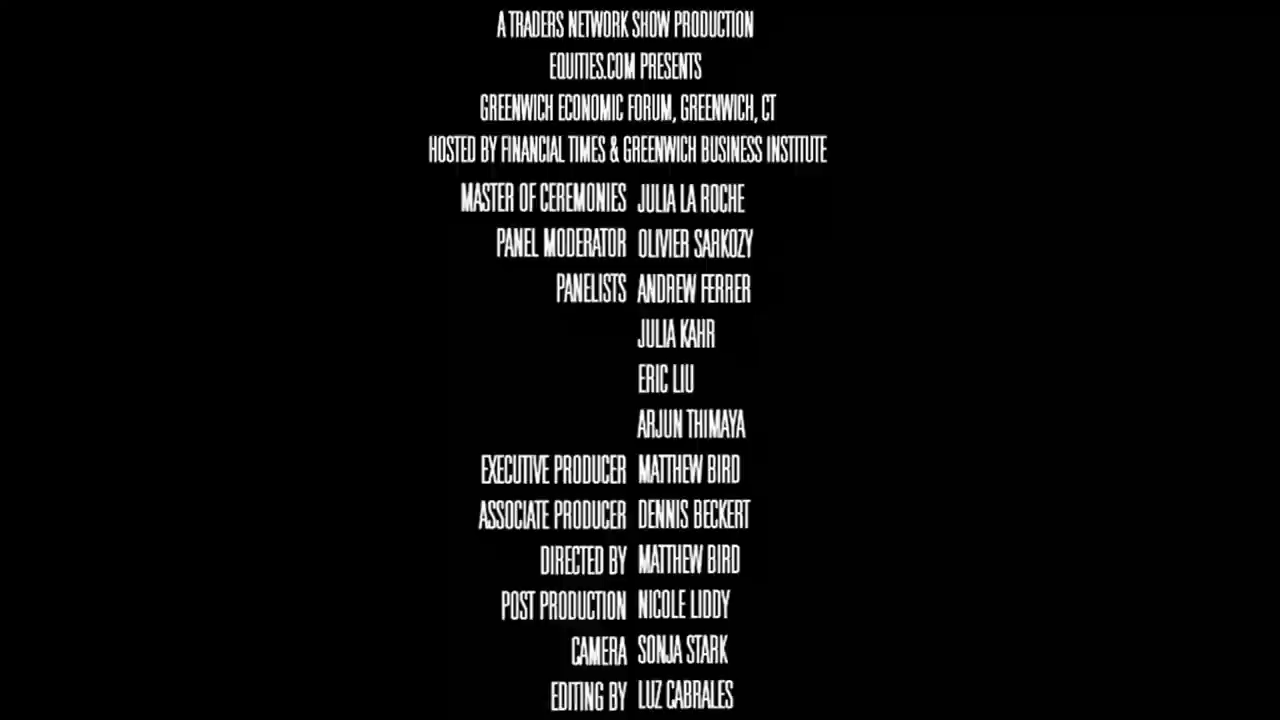 A TRADERS NETWORK SHOW PRODUCTION
EQUITIES.COM PRESENTS
GREENWICH ECONOMIC FORUM, GREENWICH, CT
HOSTED BY FINANCIAL TIMES & GREENWICH BUSINESS INSTITUTE
MASTER OF CEREMONIES JULIA LA ROCHE
PANEL MODERATOR OLIVIER SARKOZY
PANELISTS ANDREW FERRER
JULIA KAHR
ERIC LIU
ARJUN THIMAYA
EXECUTIVE PRODUCER MATTHEW BIRD
ASSOCIATE PRODUCER DENNIS BECKERT
DIRECTED BY MATTHEW BIRD
POST PRODUCTION NICOLE LIDDY
CAMERA SONJA STARK
EDITING BY LUZ CABRALES